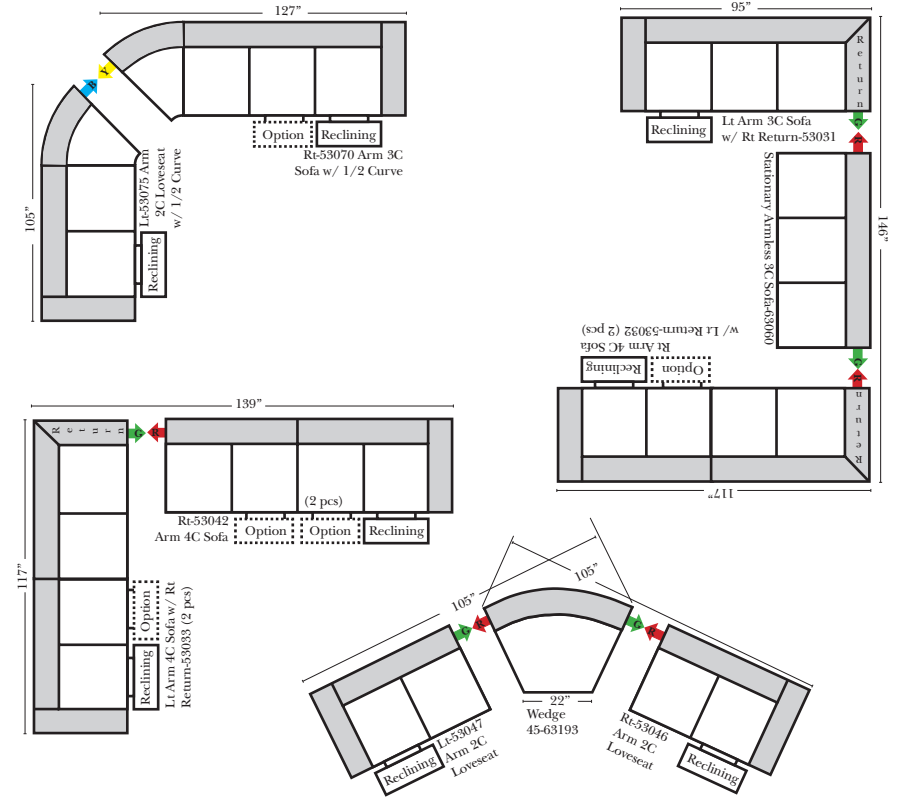 127”
B
Y
Option
Reclining
Rt-53070 Arm 3C
Sofa w/ 1/2 Curve
105”
Lt-53075 Arm
2C Loveseat
w/ 1/2 Curve
Reclining
95”
Return
Reclining
Lt Arm 3C Sofa
w/ Rt Return-53031
G
R
Stationary Armless 3C Sofa-63060
146”
G
R
Rt Arm 4C Sofa
w/ Lt Return-53032 (2 pcs)
Reclining
Option
Return
117”
139”
Return
G
R
(2 pcs)
Rt-53042
Arm 4C Sofa
Option
Option
Reclining
117”
Option
Reclining
Lt Arm 4C Sofa w/ Rt
Return-53033 (2 pcs)
105”
105”
G
R
G
R
22”
Wedge
45-63193
Lt-53047
Arm 2C
Loveseat
Reclining
Rt-53046
Arm 2C
Loveseat
Reclining